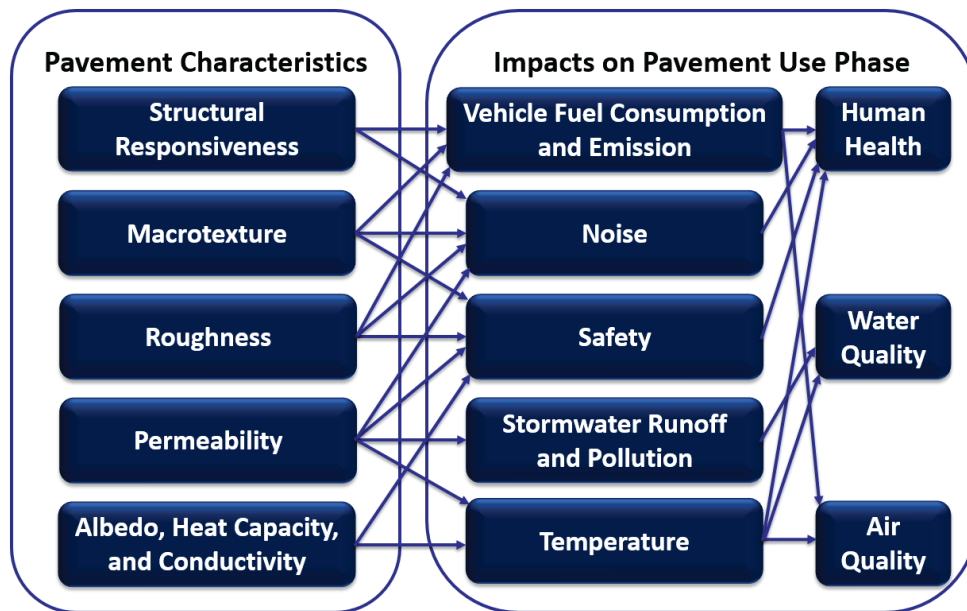 Pavement Characteristics
Structural
Responsiveness
Macrotexture
Roughness
Permeability
Albedo, Heat Capacity,
and Conductivity
Impacts on Pavement Use Phase
Vehicle Fuel Consumption
and Emission
Noise
Safety
Stormwater Runoff
and Pollution
Temperature
Human
Health
Water
Quality
Air
Quality